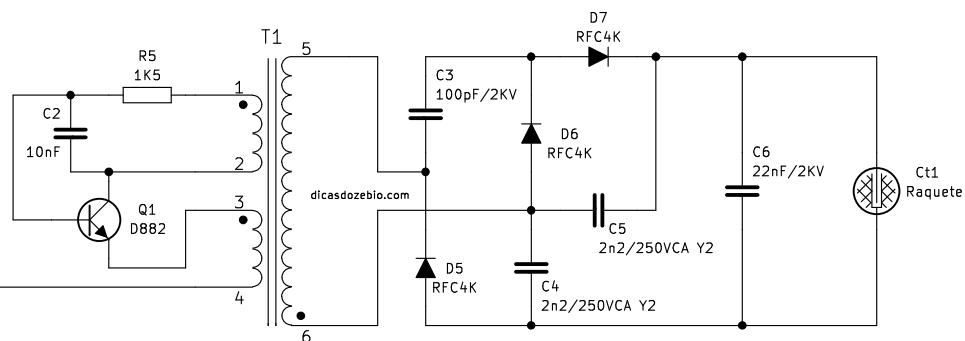 T1
R5
1K5
C2
10nF
Q1
D882
1
2
3
4
5
6
dicasdozebio.com
C3
100pF/2KV
D7
RFC4K
D6
RFC4K
D5
RFC4K
C5
2n2/250VCA Y2
C4
2n2/250VCA Y2
C6
22nF/2KV
Ct1
Raquete